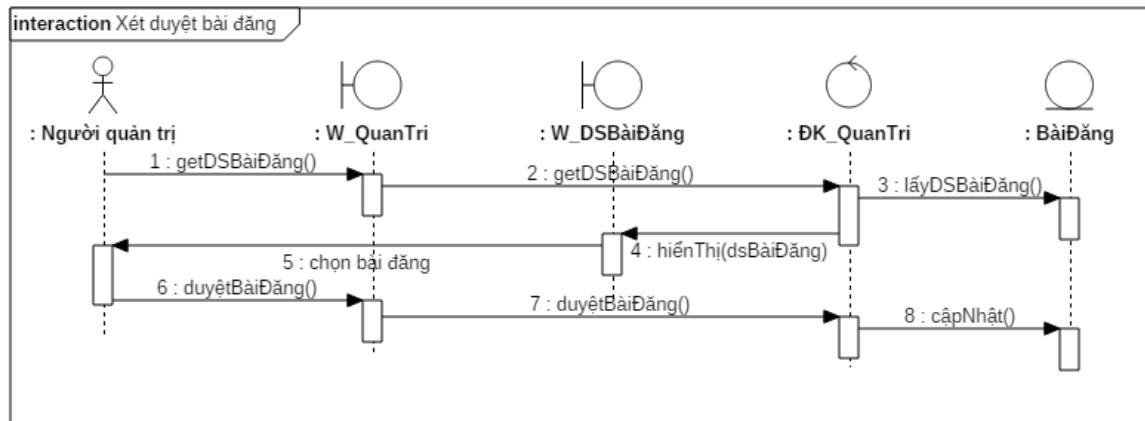 interaction Xét duyệt bài đăng
: Người quản trị
: W_QuanTri
: W_DSBàiĐăng
: ĐK_QuanTri
: BàiĐăng
1 : getDSBàiĐăng()
2 : getDSBàiĐăng()
3 : lấyDSBàiĐăng()
4 : hiểnThị(dsBàiĐăng)
5 : chọn bài đăng
6 : duyệtBàiĐăng()
7 : duyệtBàiĐăng()
8 : cậpNhật()